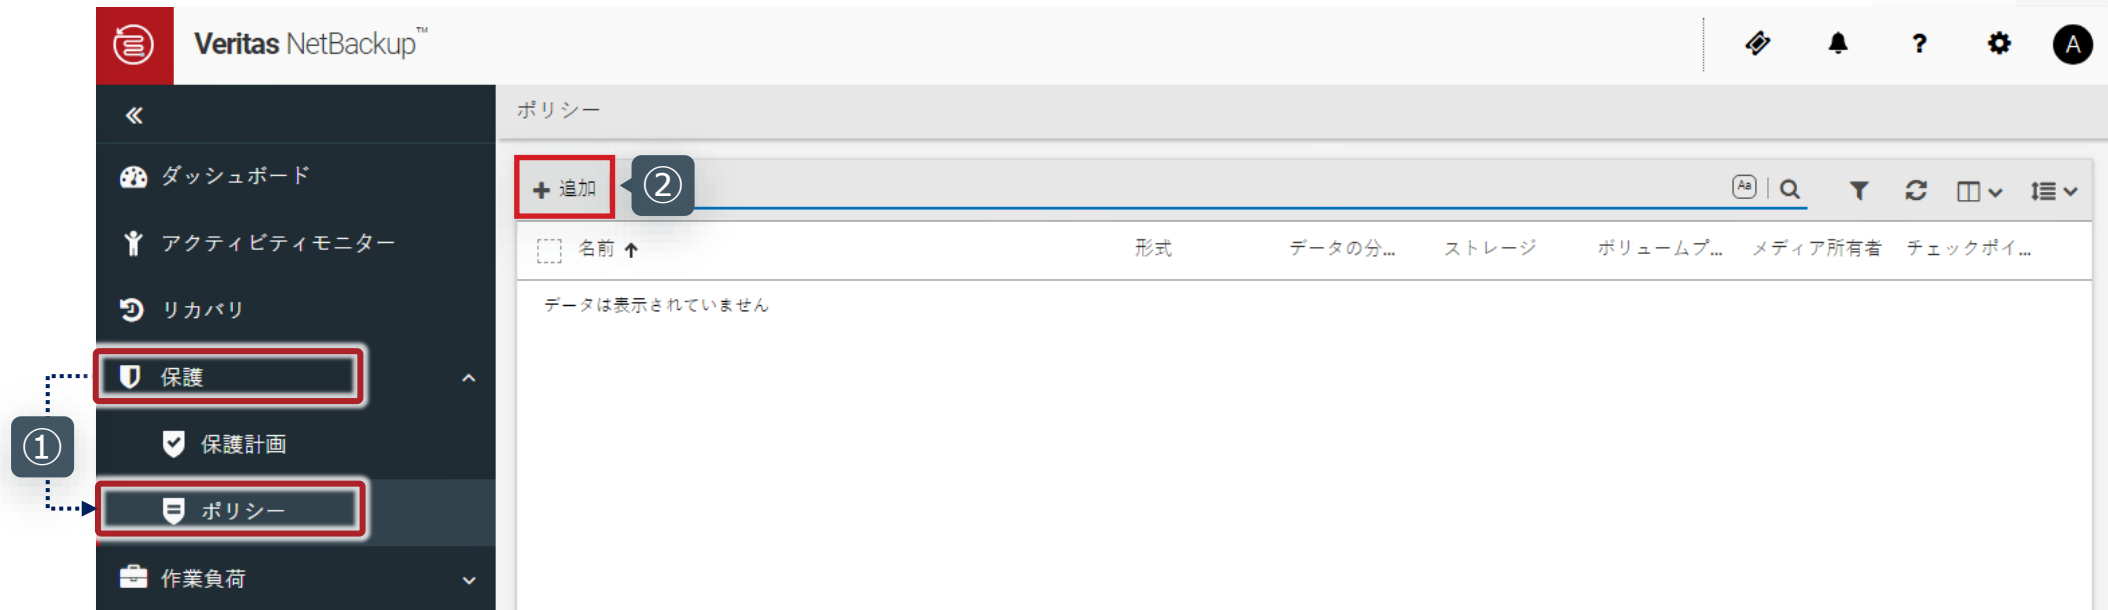 Veritas NetBackup™
A
ポリシー
ダッシュボード
アクティビティモニター
リカバリ
保護
保護計画
ポリシー
作業負荷
①
追加
②
Aa
名前 形式 データの分... ストレージ ボリュームプ... メディア所有者 チェックポイ...
データは表示されていません